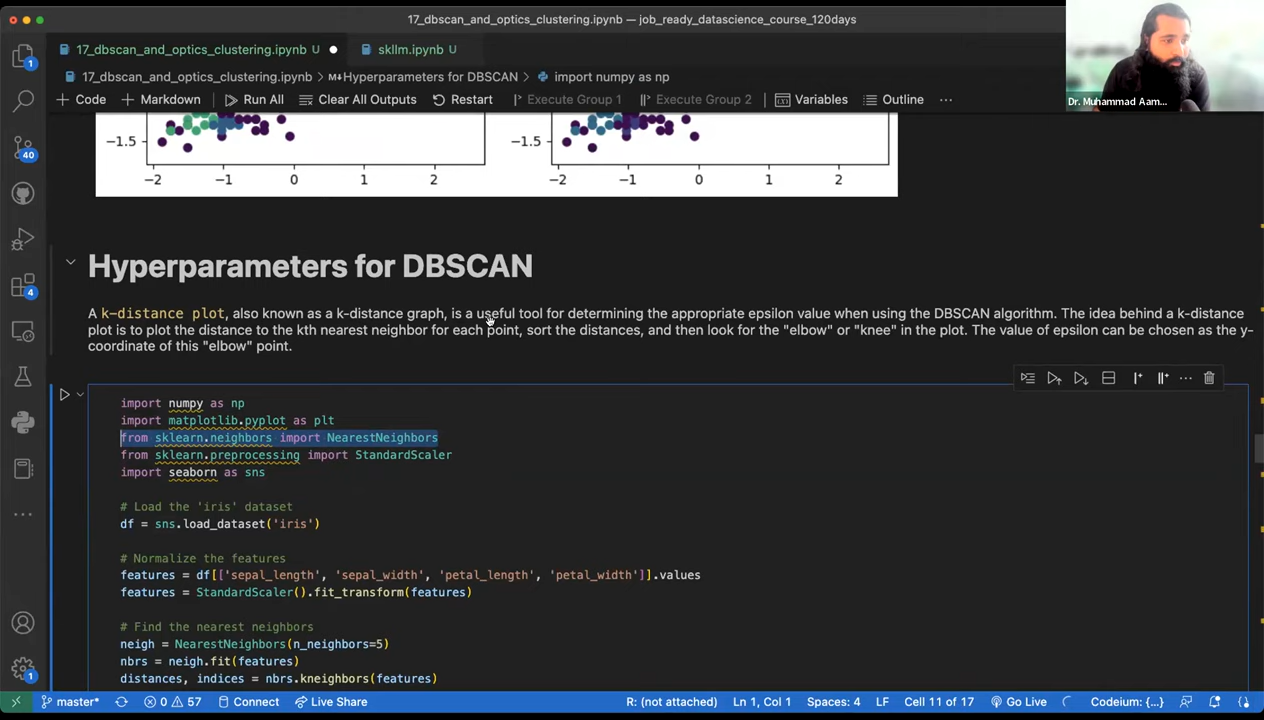 17_dbscan_and_optics_clustering.ipynb — job_ready_datascience_course_120days
17_dbscan_and_optics_clustering.ipynb U
skllm.ipynb U
17_dbscan_and_optics_clustering.ipynb > M↓Hyperparameters for DBSCAN > import numpy as np
+ Code + Markdown Run All Clear All Outputs Restart Execute Group 1 Execute Group 2 Variables Outline ...
Dr. Muhammad Aam...
1
40
4
1
1
−1.5
−1.5
−2 −1 0 1 2
−2 −1 0 1 2
Hyperparameters for DBSCAN
A k-distance plot, also known as a k-distance graph, is a useful tool for determining the appropriate epsilon value when using the DBSCAN algorithm. The idea behind a k-distance
plot is to plot the distance to the kth nearest neighbor for each point, sort the distances, and then look for the "elbow" or "knee" in the plot. The value of epsilon can be chosen as the y-
coordinate of this "elbow" point.
import numpy as np
import matplotlib.pyplot as plt
from sklearn.neighbors import NearestNeighbors
from sklearn.preprocessing import StandardScaler
import seaborn as sns
# Load the 'iris' dataset
df = sns.load_dataset('iris')
# Normalize the features
features = df[['sepal_length', 'sepal_width', 'petal_length', 'petal_width']].values
features = StandardScaler().fit_transform(features)
# Find the nearest neighbors
neigh = NearestNeighbors(n_neighbors=5)
nbrs = neigh.fit(features)
distances, indices = nbrs.kneighbors(features)
master* 0 57 Connect Live Share R: (not attached) Ln 1, Col 1 Spaces: 4 LF Cell 11 of 17 Go Live Codeium: {...}